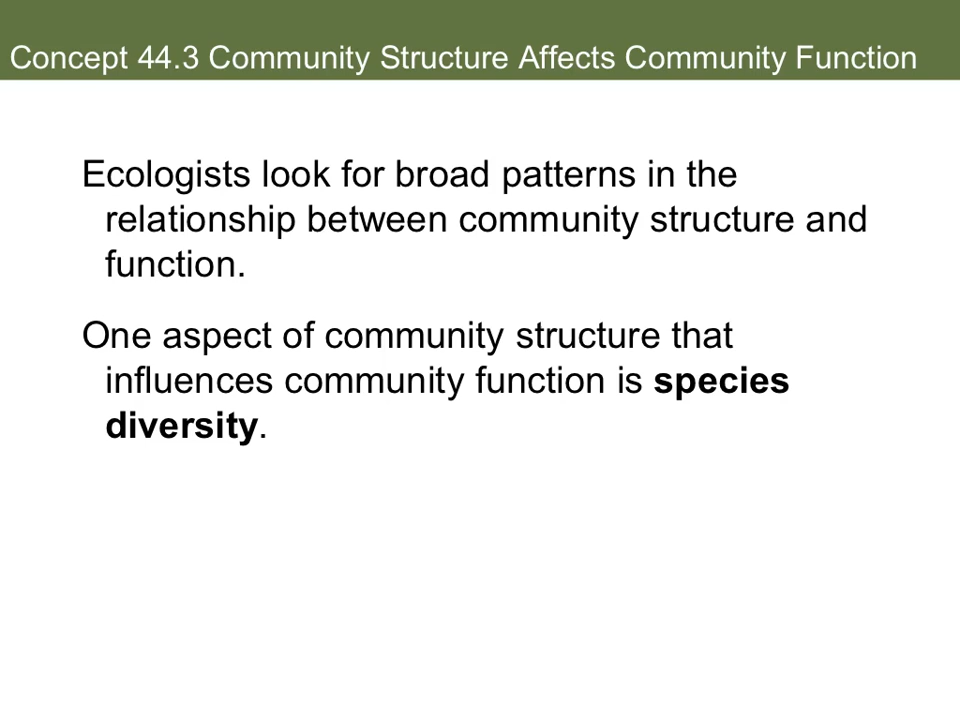 Concept 44.3 Community Structure Affects Community Function
Ecologists look for broad patterns in the
relationship between community structure and
function.
One aspect of community structure that
influences community function is species
diversity.